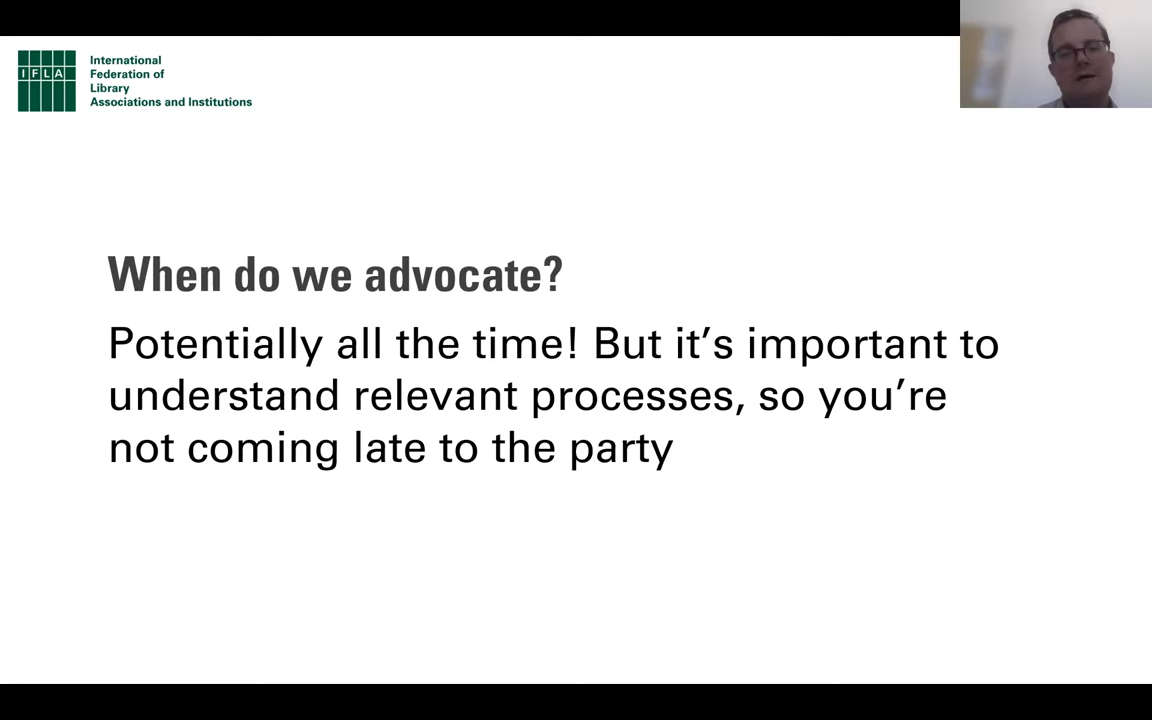 International
IFLA
Federation of
Library
Associations and Institutions
When do we advocate?
Potentially all the time! But it’s important to
understand relevant processes, so you’re
not coming late to the party